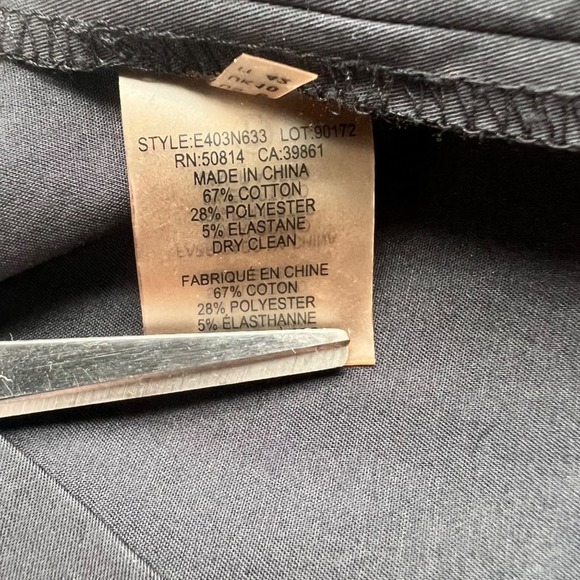 STYLE:E403N633 LOT:90172
RN:50814 CA:39861
MADE IN CHINA
67% COTTON
28% POLYESTER
5% ELASTANE
DRY CLEAN
FABRIQUÉ EN CHINE
67% COTON
28% POLYESTER
5% ÉLASTHANNE